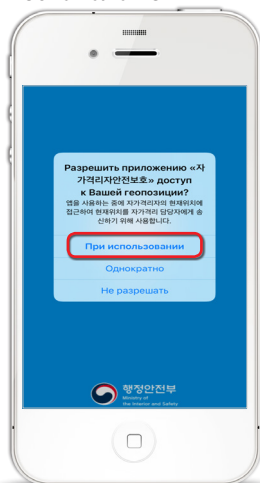 Разрешить приложению «자
가격리자안전보호» доступ
к Вашей геопозиции?
앱을 사용하는 중에 자가격리자의 현재위치에
접근하여 현재위치를 자가격리 담당자에게 송
신하기 위해 사용합니다.
При использовании
Однократно
Не разрешать
행정안전부
Ministry of
the Interior and Safety